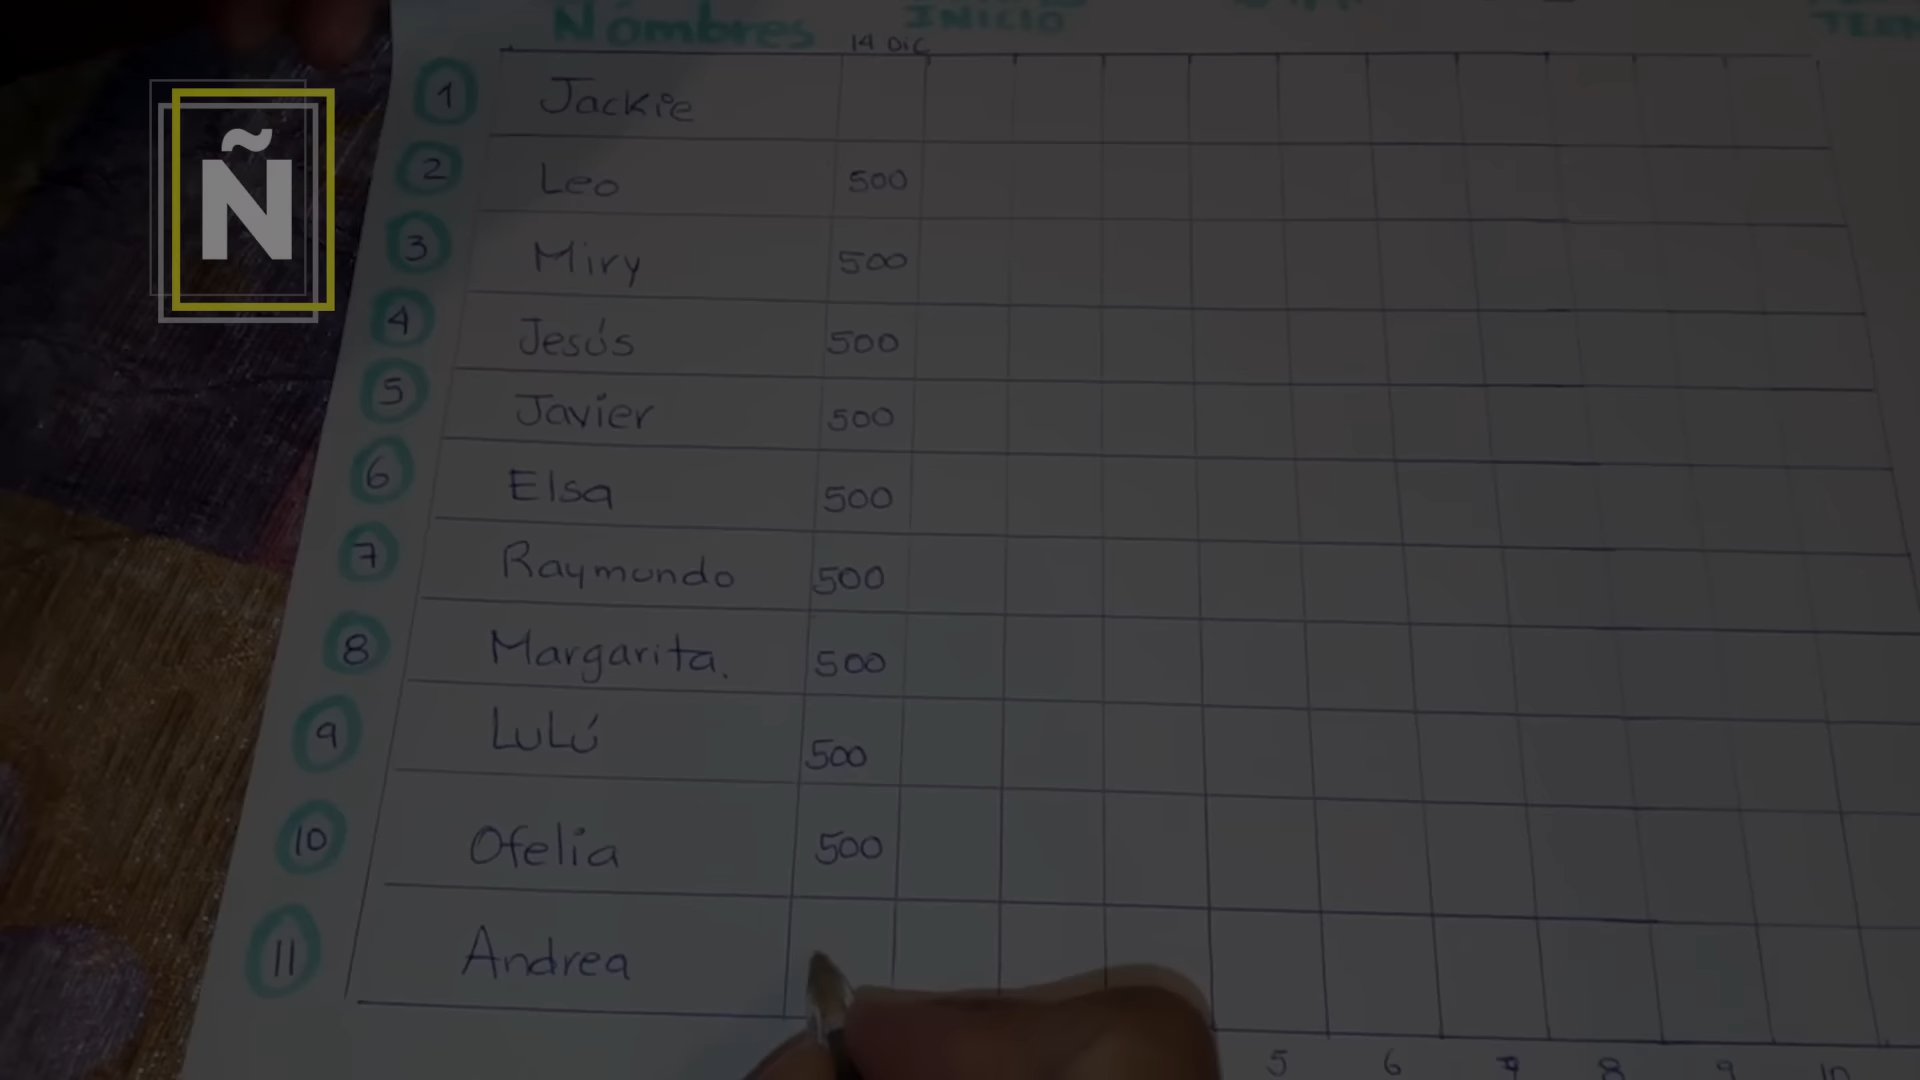 Nombres INICIO
14 DIC
Ñ
1 Jackie
2 Leo 500
3 Miry 500
4 Jesús 500
5 Javier 500
6 Elsa 500
7 Raymundo 500
8 Margarita. 500
9 LULÚ 500
10 Ofelia 500
11 Andrea
5 6 7 8 9 10